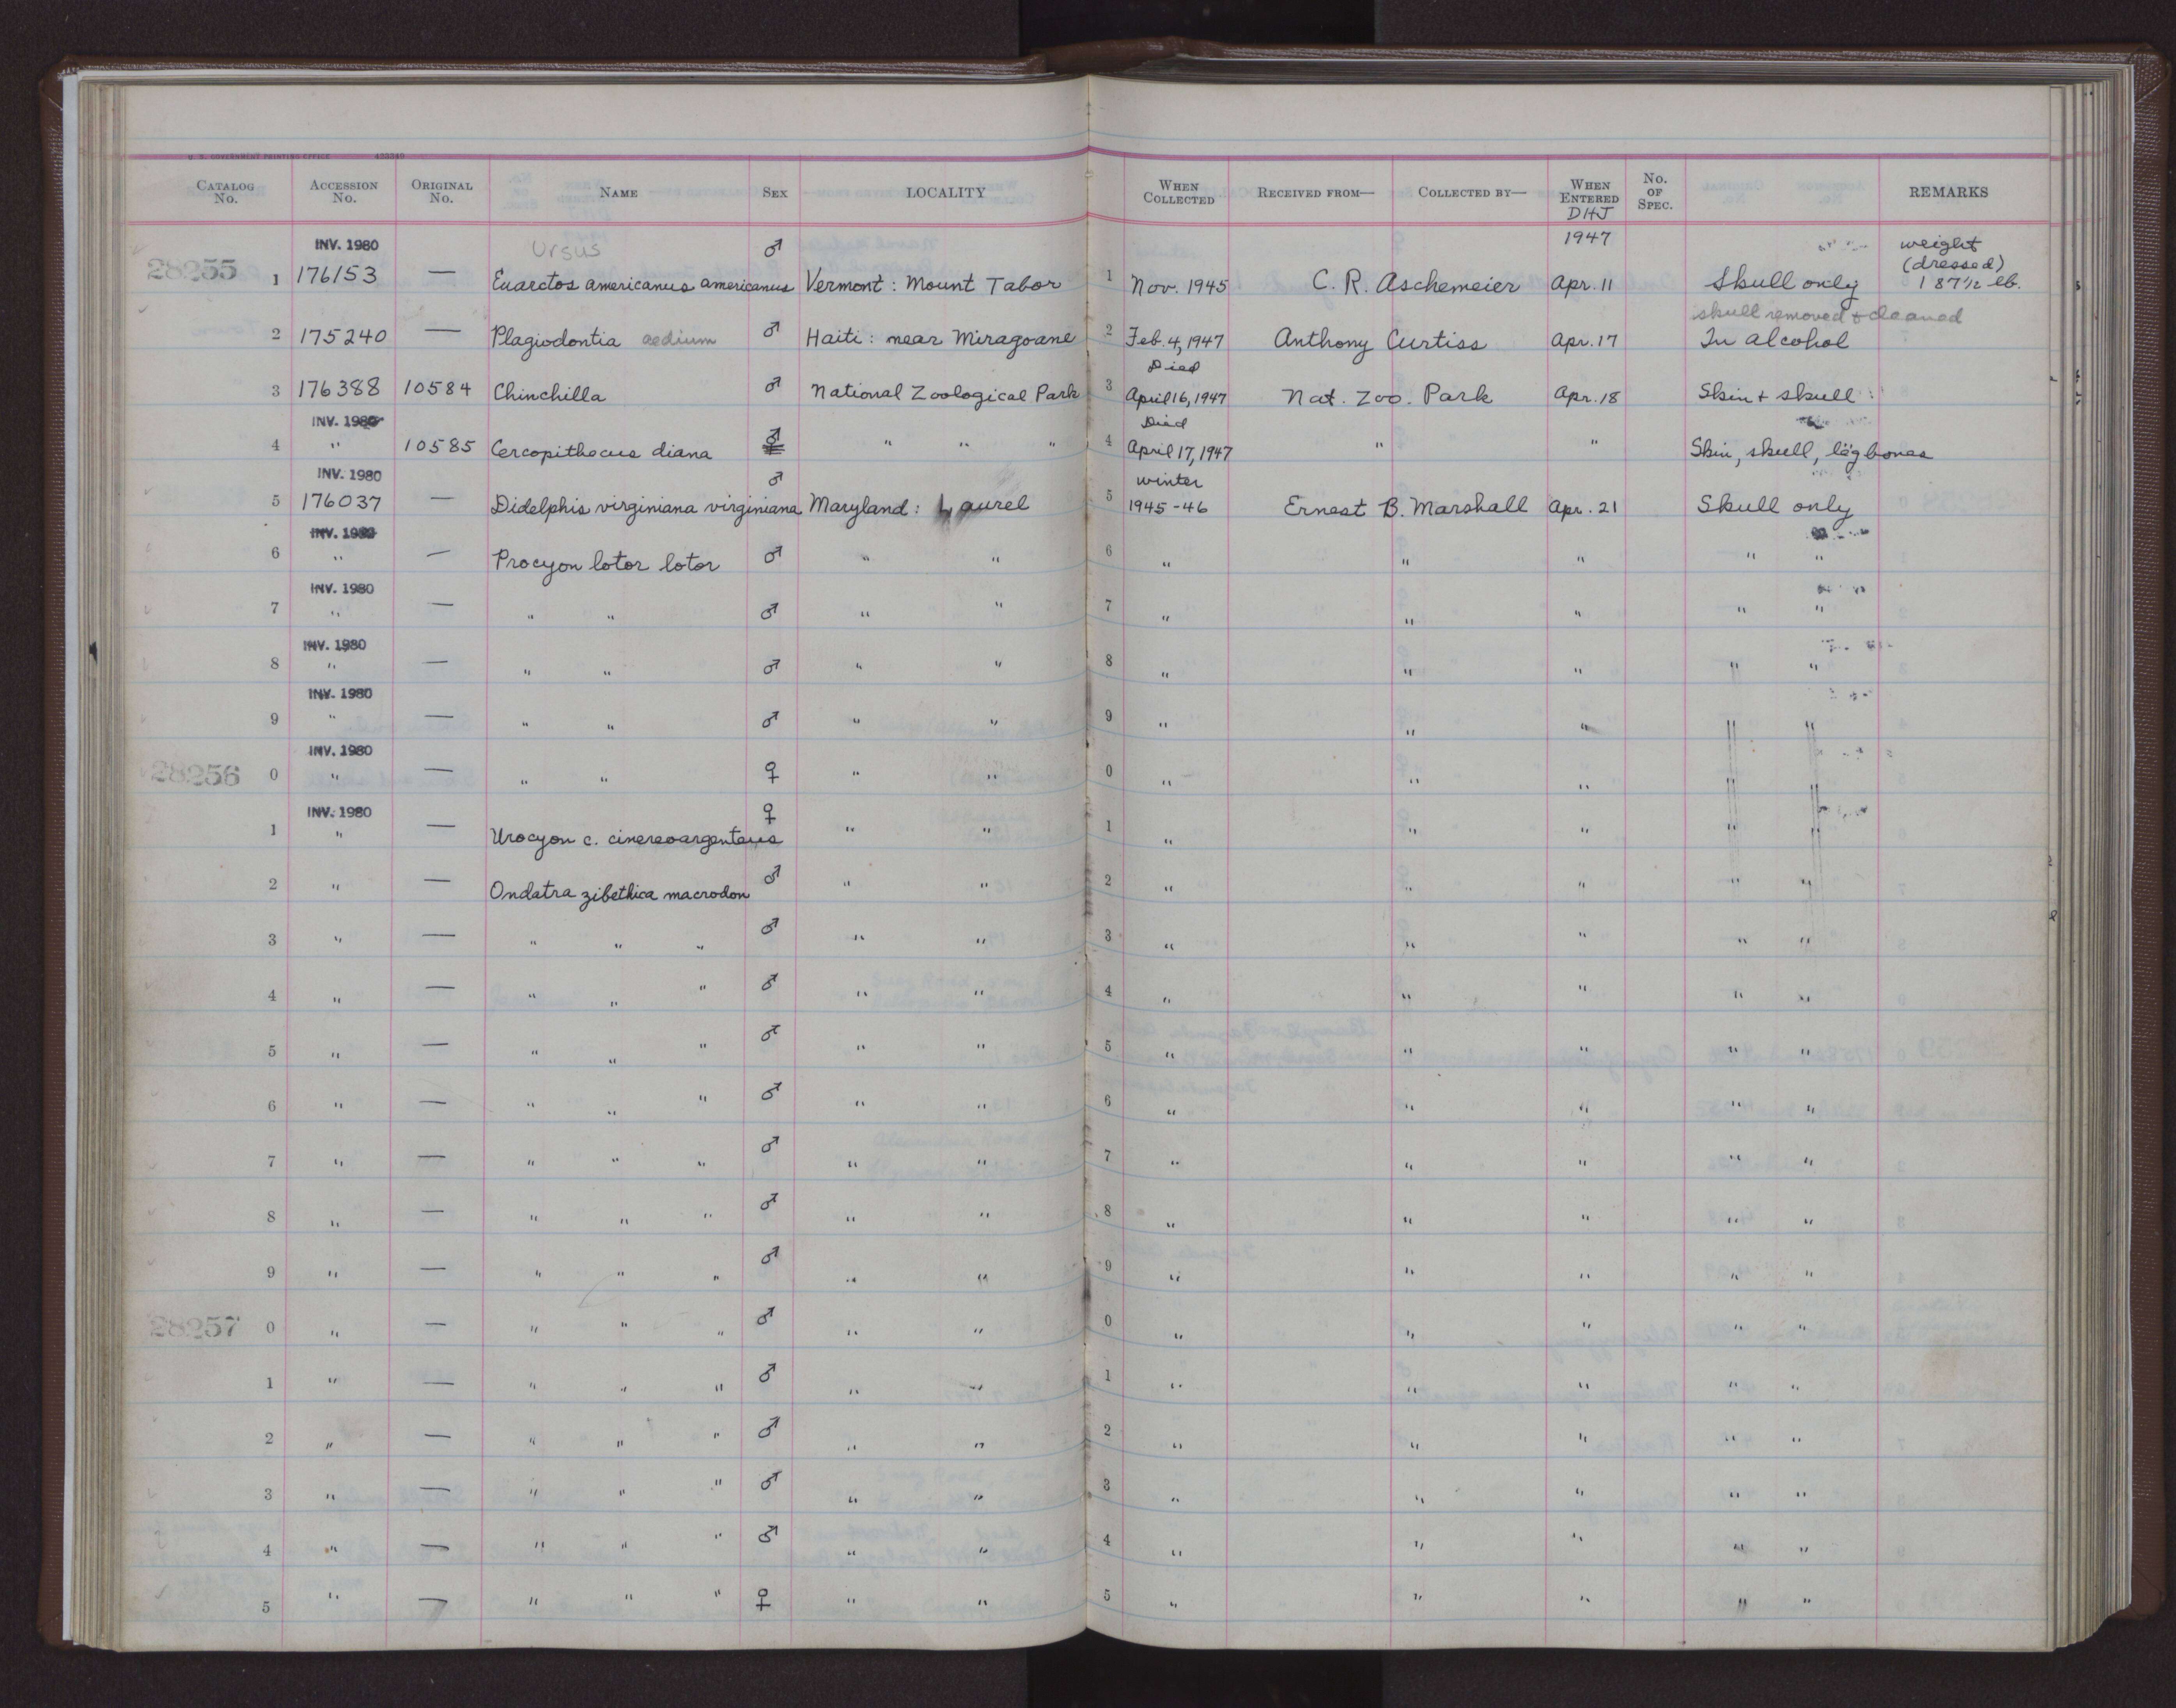 U. S. GOVERNMENT PRINTING OFFICE 433349
CATALOG No. ACCESSION No. ORIGINAL No. NAME SEX LOCALITY WHEN COLLECTED RECEIVED FROM— COLLECTED BY— WHEN ENTERED No. OF SPEC. REMARKS
DHJ
INV. 1980 Ursus ♂ 1947 weight
28255 1 176153 — Euarctos americanus americanus Vermont: Mount Tabor 1 Nov. 1945 C. R. Aschemeier Apr. 11 Skull only (dressed) 187½ lb.
skull removed & cleaned
2 175240 — Plagiodontia aedium ♂ Haiti: near Miragoane 2 Feb. 4, 1947 Anthony Curtiss Apr. 17 In alcohol
Died
3 176388 10584 Chinchilla ♂ National Zoological Park 3 April 16, 1947 Nat. Zoo. Park Apr. 18 Skin + skull
INV. 1980 Died
4 " 10585 Cercopithecus diana ♂ " " " 4 April 17, 1947 " " Skin, skull, leg bones
INV. 1980 ♂ winter
5 176037 — Didelphis virginiana virginiana Maryland: Laurel 5 1945-46 Ernest B. Marshall Apr. 21 Skull only
INV. 1980
6 " — Procyon lotor lotor ♂ " " 6 " " " " "
INV. 1980
7 " — " " ♂ " " 7 " " " " "
INV. 1980
8 " — " " ♂ " " 8 " " " " "
INV. 1980
9 " — " " ♂ " " 9 " " " " "
INV. 1980
28256 0 " — " " ♀ " " 0 " " " " "
INV. 1980
1 " — Urocyon c. cinereoargenteus ♀ " " 1 " " " " "
2 " — Ondatra zibethica macrodon ♂ " " 2 " " " " "
3 " — " " " ♂ " " 3 " " " " "
4 " — " " " ♂ " " 4 " " " " "
5 " — " " " ♂ " " 5 " " " " "
6 " — " " " ♂ " " 6 " " " " "
7 " — " " " ♂ " " 7 " " " " "
8 " — " " " ♂ " " 8 " " " " "
9 " — " " " ♂ " " 9 " " " " "
28257 0 " — " " " ♂ " " 0 " " " " "
1 " — " " " ♂ " " 1 " " " " "
2 " — " " " ♂ " " 2 " " " " "
3 " — " " " ♂ " " 3 " " " " "
4 " — " " " ♂ " " 4 " " " " "
5 " — " " " ♀ " " 5 " " " " "